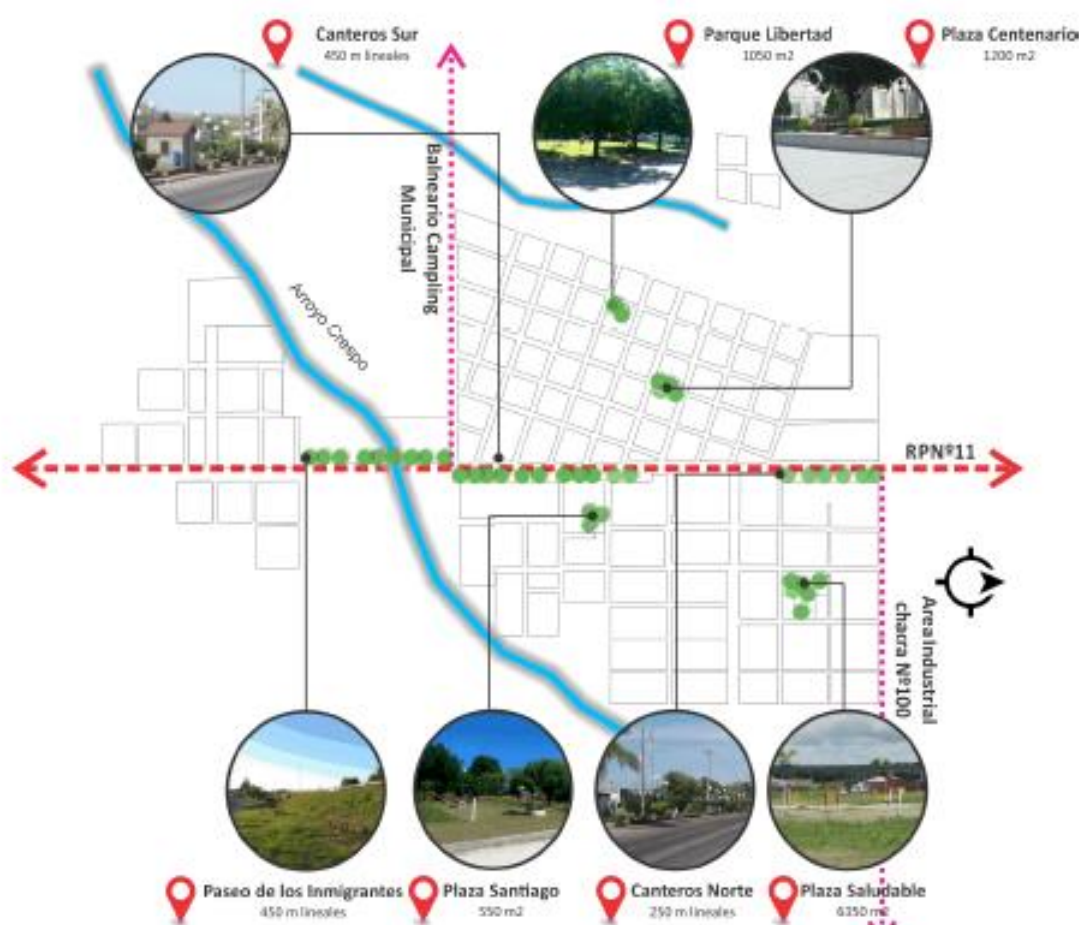 Canteros Sur
450 m lineales
Parque Libertad
1050 m2
Plaza Centenario
1200 m2
Balneario Campling
Municipal
Arroyo Crespo
RPNº11
Area Industrial
chacra Nº100
Paseo de los Inmigrantes
450 m lineales
Plaza Santiago
550 m2
Canteros Norte
250 m lineales
Plaza Saludable
6350 m2